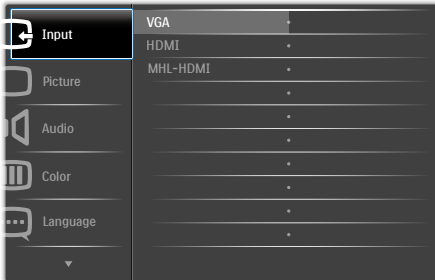 Input
Picture
Audio
Color
Language
VGA
HDMI
MHL-HDMI